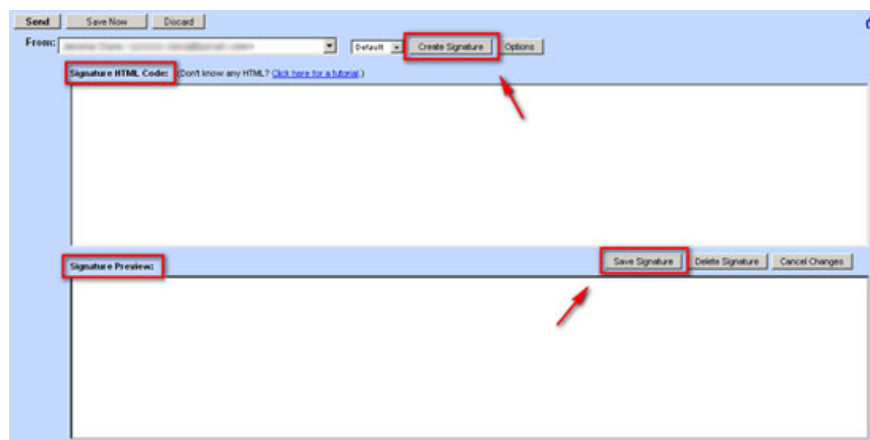 Send Save Now Discard
From: Default Create Signature Options
Signature HTML Code: (Don't know any HTML? Click here for a tutorial.)
Signature Preview: Save Signature Delete Signature Cancel Changes